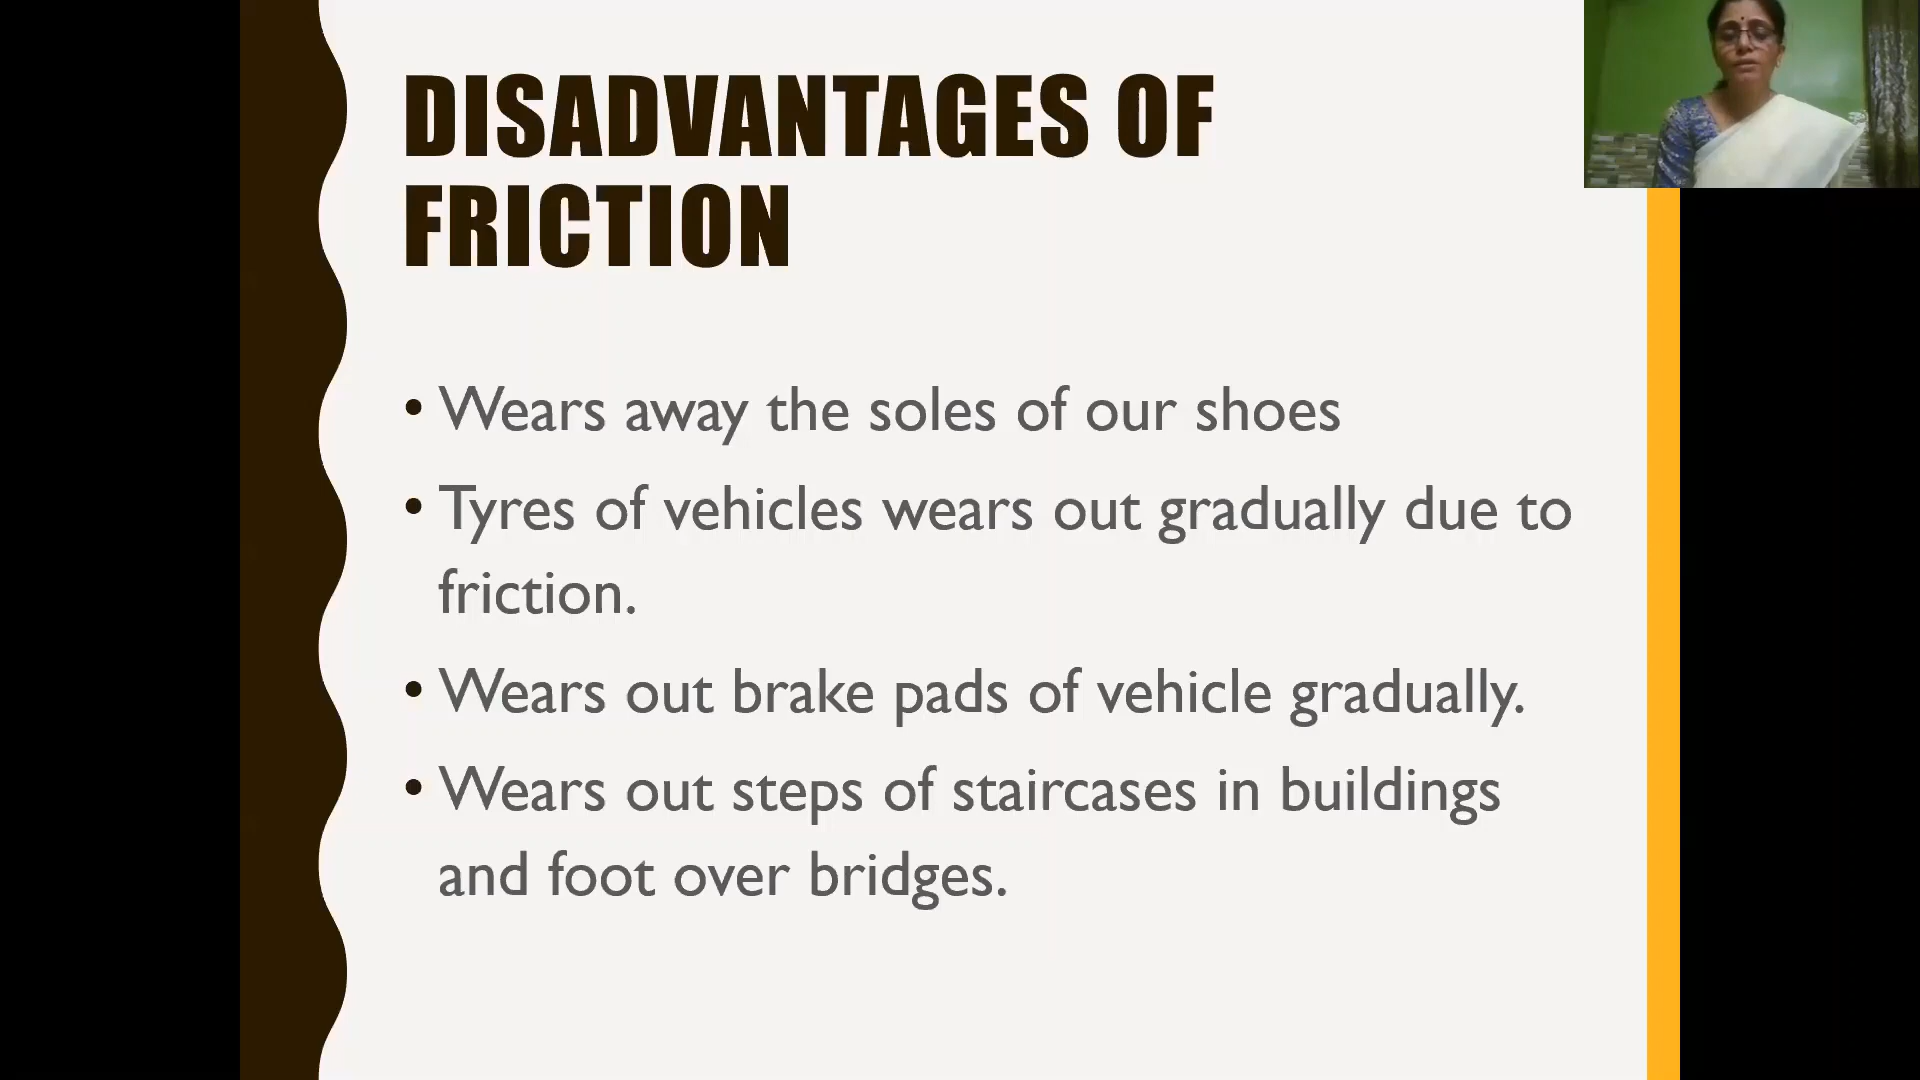 DISADVANTAGES OF
FRICTION
• Wears away the soles of our shoes
• Tyres of vehicles wears out gradually due to
friction.
• Wears out brake pads of vehicle gradually.
• Wears out steps of staircases in buildings
and foot over bridges.